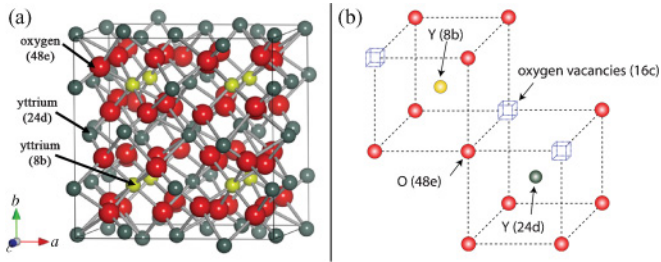 (a)
oxygen
(48e)
yttrium
(24d)
yttrium
(8b)
b
c
a
(b)
Y (8b)
oxygen vacancies (16c)
O (48e)
Y (24d)